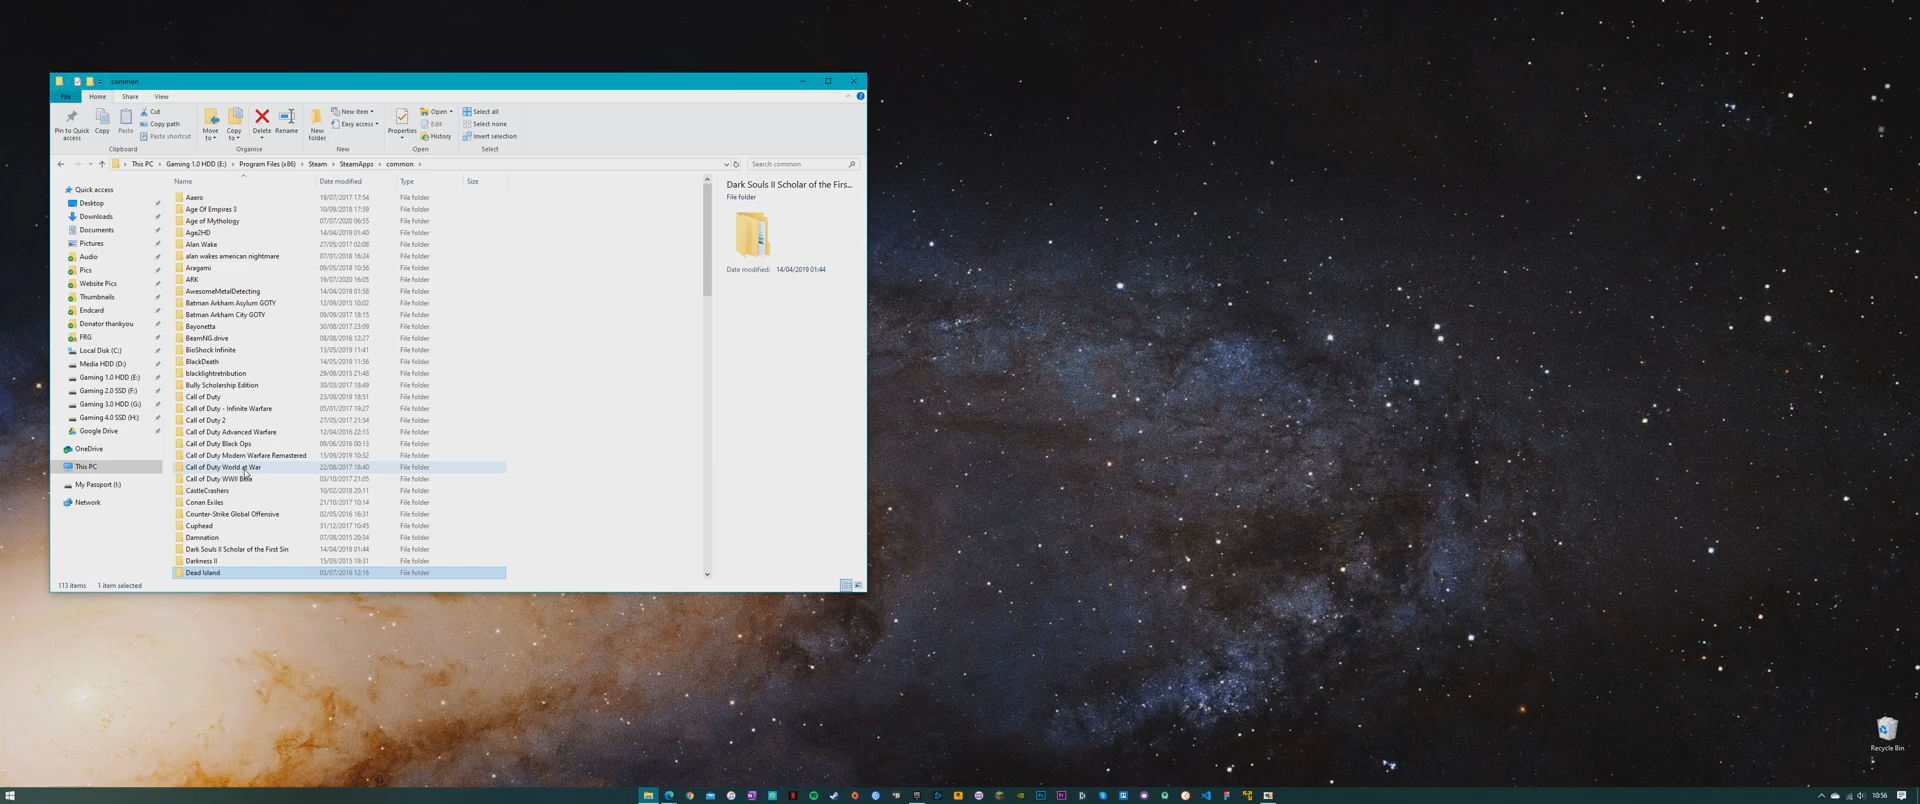 common
File Home Share View
Pin to Quick access
Copy
Paste
Cut
Copy path
Paste shortcut
Clipboard
Move to
Copy to
Delete
Rename
Organise
New folder
New item
Easy access
New
Properties
Open
Edit
History
Open
Select all
Select none
Invert selection
Select
This PC > Gaming 1.0 HDD (E:) > Program Files (x86) > Steam > SteamApps > common >
Search common
Name Date modified Type Size
Quick access
Desktop
Downloads
Documents
Pictures
Audio
Pics
Website Pics
Thumbnails
Endcard
Donator thankyou
FRG
Local Disk (C:)
Media HDD (D:)
Gaming 1.0 HDD (E:)
Gaming 2.0 SSD (F:)
Gaming 3.0 HDD (G:)
Gaming 4.0 SSD (H:)
Google Drive
OneDrive
This PC
My Passport (I:)
Network
Aaero 19/07/2017 17:54 File folder
Age Of Empires 3 10/09/2018 17:59 File folder
Age of Mythology 07/07/2020 06:55 File folder
Age2HD 14/04/2019 01:40 File folder
Alan Wake 27/05/2017 02:08 File folder
alan wakes american nightmare 07/01/2018 16:24 File folder
Aragami 09/05/2018 10:56 File folder
ARK 19/07/2020 16:05 File folder
AwesomeMetalDetecting 14/04/2019 01:58 File folder
Batman Arkham Asylum GOTY 12/09/2015 10:02 File folder
Batman Arkham City GOTY 09/09/2017 18:15 File folder
Bayonetta 30/08/2017 23:09 File folder
BeamNG.drive 08/08/2016 12:27 File folder
BioShock Infinite 13/05/2019 11:41 File folder
BlackDeath 14/05/2019 11:56 File folder
blacklightretribution 29/09/2015 21:48 File folder
Bully Scholarship Edition 30/03/2017 18:49 File folder
Call of Duty 23/09/2019 18:51 File folder
Call of Duty - Infinite Warfare 05/01/2017 19:27 File folder
Call of Duty 2 27/05/2017 21:54 File folder
Call of Duty Advanced Warfare 12/04/2016 22:13 File folder
Call of Duty Black Ops 09/06/2016 00:13 File folder
Call of Duty Modern Warfare Remastered 15/09/2019 10:32 File folder
Call of Duty World at War 22/08/2017 18:40 File folder
Call of Duty WWII Beta 03/10/2017 21:05 File folder
CastleCrashers 10/02/2018 20:11 File folder
Conan Exiles 21/10/2017 10:14 File folder
Counter-Strike Global Offensive 02/05/2016 16:31 File folder
Cuphead 31/12/2017 10:45 File folder
Damnation 07/08/2015 20:34 File folder
Dark Souls II Scholar of the First Sin 14/04/2019 01:44 File folder
Darkness II 15/05/2015 19:31 File folder
Dead Island 03/07/2016 12:16 File folder
Dark Souls II Scholar of the Firs...
File folder
Date modified: 14/04/2019 01:44
113 items 1 item selected
Recycle Bin
10:56